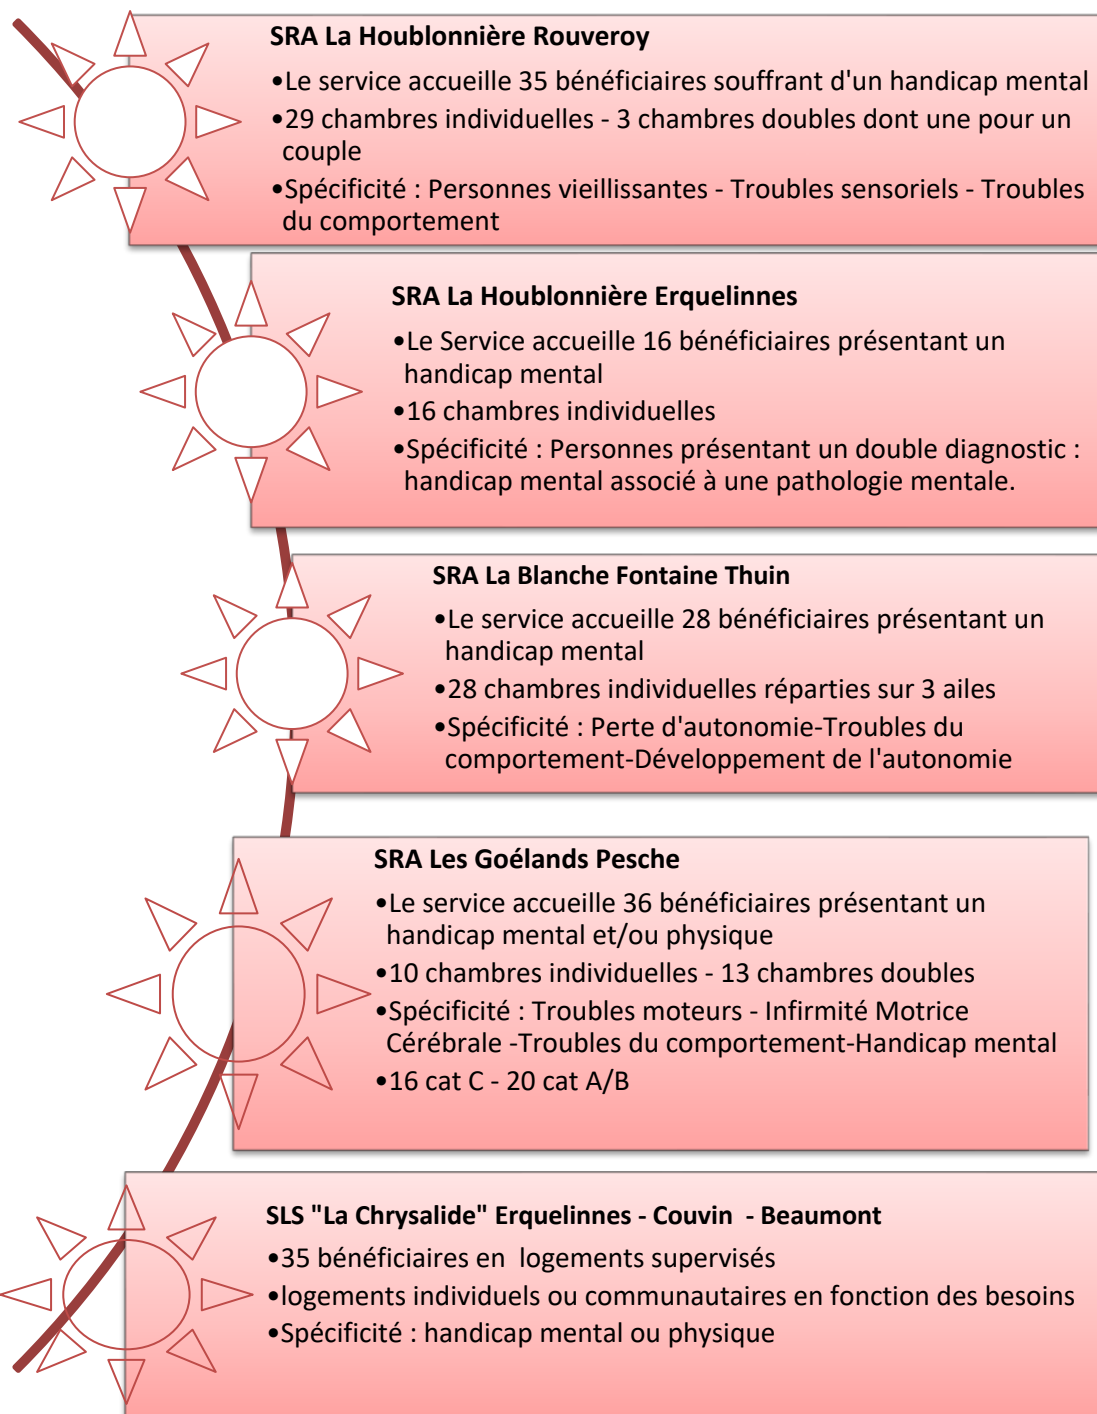 SRA La Houblonnière Rouveroy
•Le service accueille 35 bénéficiaires souffrant d'un handicap mental
•29 chambres individuelles - 3 chambres doubles dont une pour un
couple
•Spécificité : Personnes vieillissantes - Troubles sensoriels - Troubles
du comportement
SRA La Houblonnière Erquelinnes
•Le Service accueille 16 bénéficiaires présentant un
handicap mental
•16 chambres individuelles
•Spécificité : Personnes présentant un double diagnostic :
handicap mental associé à une pathologie mentale.
SRA La Blanche Fontaine Thuin
•Le service accueille 28 bénéficiaires présentant un
handicap mental
•28 chambres individuelles réparties sur 3 ailes
•Spécificité : Perte d'autonomie-Troubles du
comportement-Développement de l'autonomie
SRA Les Goélands Pesche
•Le service accueille 36 bénéficiaires présentant un
handicap mental et/ou physique
•10 chambres individuelles - 13 chambres doubles
•Spécificité : Troubles moteurs - Infirmité Motrice
Cérébrale -Troubles du comportement-Handicap mental
•16 cat C - 20 cat A/B
SLS "La Chrysalide" Erquelinnes - Couvin - Beaumont
•35 bénéficiaires en logements supervisés
•logements individuels ou communautaires en fonction des besoins
•Spécificité : handicap mental ou physique